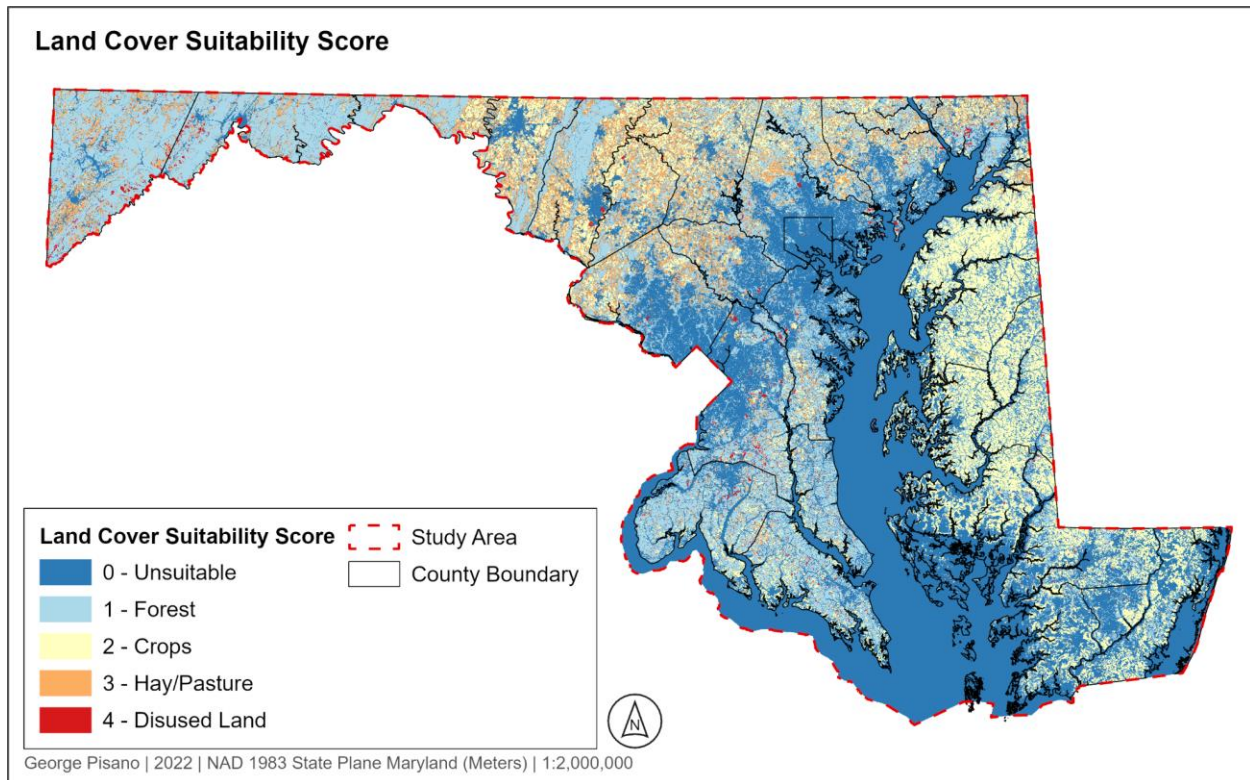 Land Cover Suitability Score
Land Cover Suitability Score
0 - Unsuitable
1 - Forest
2 - Crops
3 - Hay/Pasture
4 - Disused Land
Study Area
County Boundary
N
George Pisano | 2022 | NAD 1983 State Plane Maryland (Meters) | 1:2,000,000